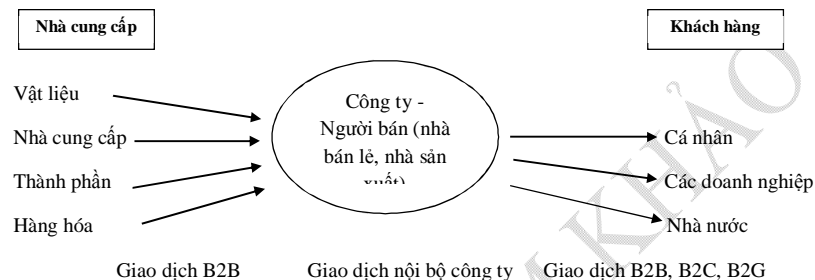 Nhà cung cấp
Khách hàng
Vật liệu
Nhà cung cấp
Thành phần
Hàng hóa
Công ty -
Người bán (nhà
bán lẻ, nhà sản
xuất)
Cá nhân
Các doanh nghiệp
Nhà nước
Giao dịch B2B
Giao dịch nội bộ công ty
Giao dịch B2B, B2C, B2G
KHẢO